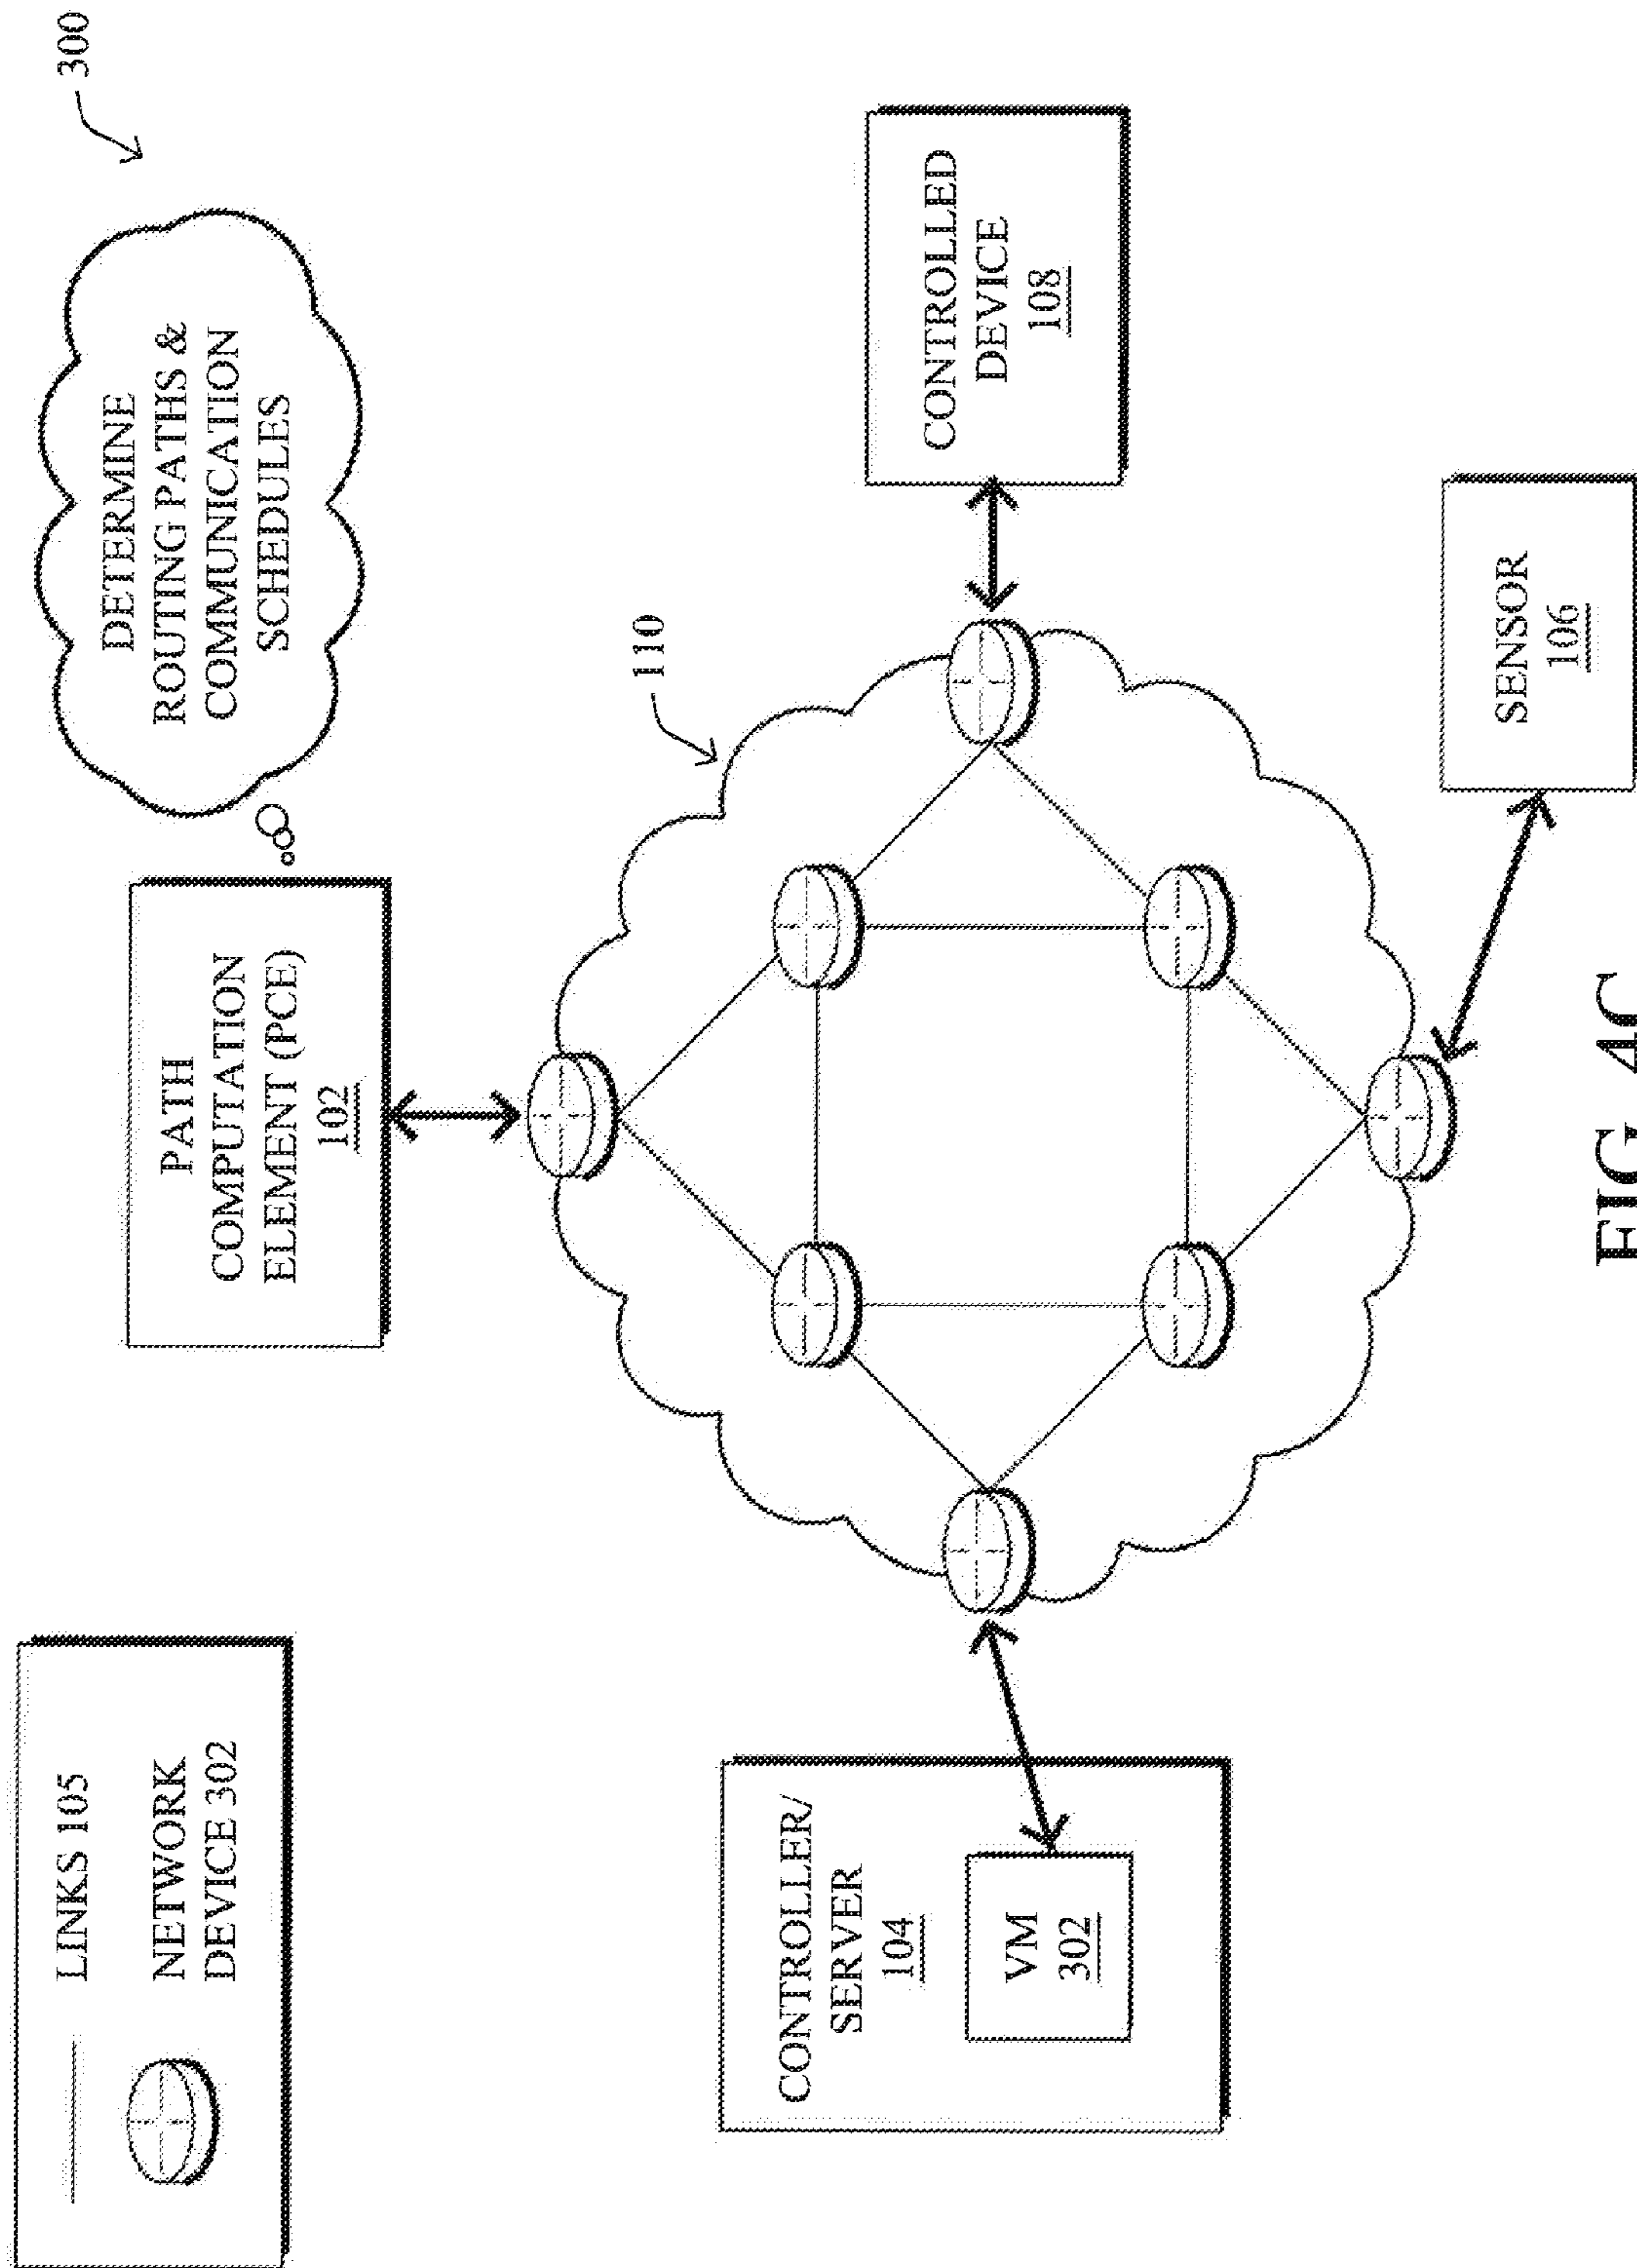 300
DETERMINE
ROUTING PATHS &
COMMUNICATION
SCHEDULES
LINKS 105
NETWORK
DEVICE 302
PATH
COMPUTATION
ELEMENT (PCE)
102
110
CONTROLLER/
SERVER
104
VM
302
CONTROLLED
DEVICE
108
SENSOR
106
FIG. 4C